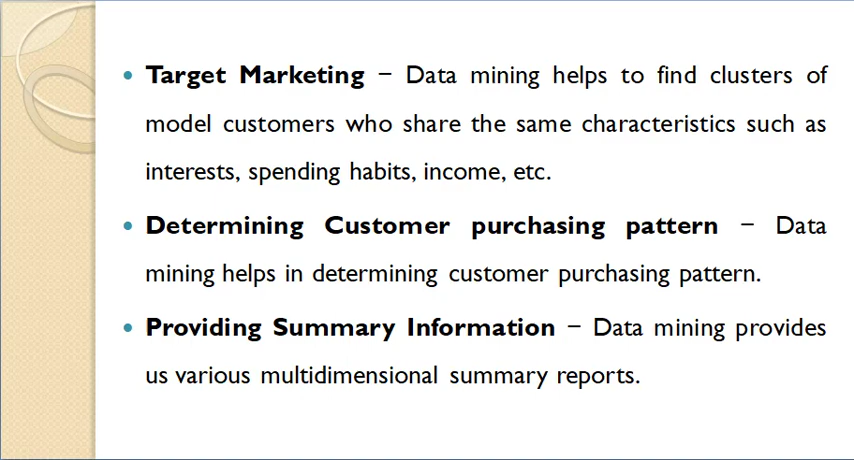 • Target Marketing − Data mining helps to find clusters of
model customers who share the same characteristics such as
interests, spending habits, income, etc.
• Determining Customer purchasing pattern − Data
mining helps in determining customer purchasing pattern.
• Providing Summary Information − Data mining provides
us various multidimensional summary reports.